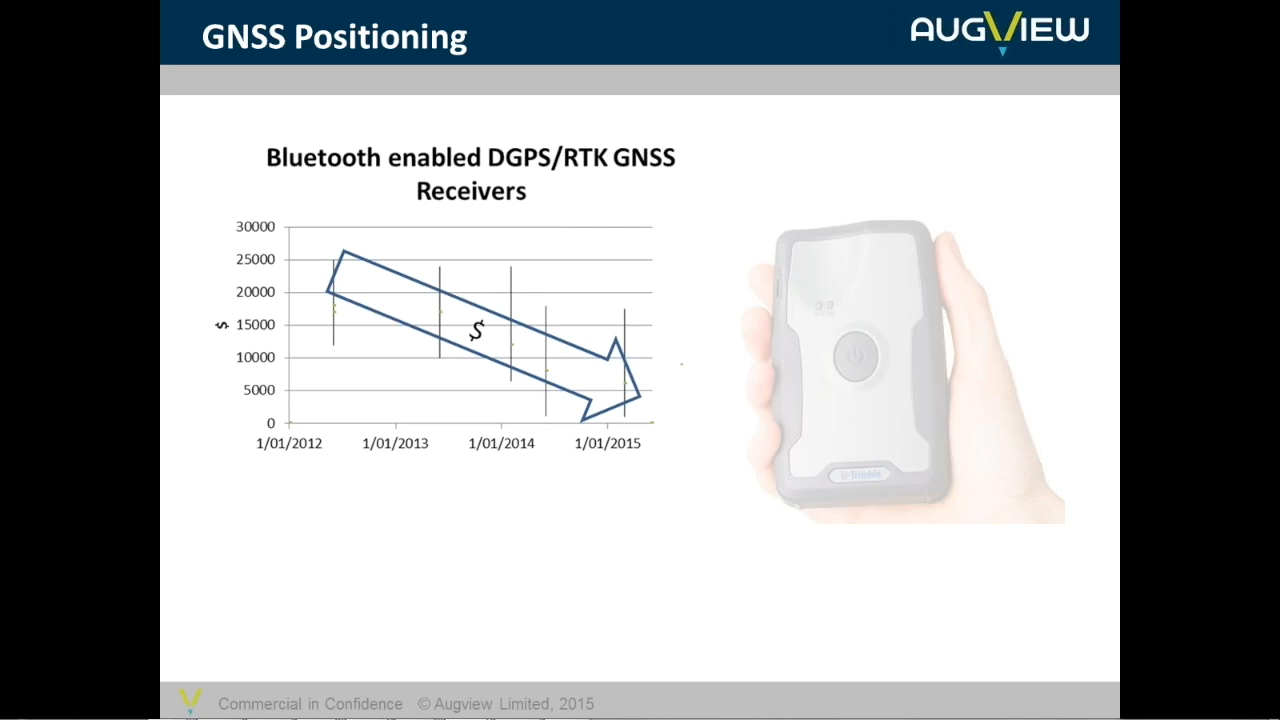 GNSS Positioning
AUGVIEW
Bluetooth enabled DGPS/RTK GNSS
Receivers
30000
25000
20000
15000
10000
5000
0
$
$
1/01/2012 1/01/2013 1/01/2014 1/01/2015
Trimble
Commercial in Confidence © Augview Limited, 2015